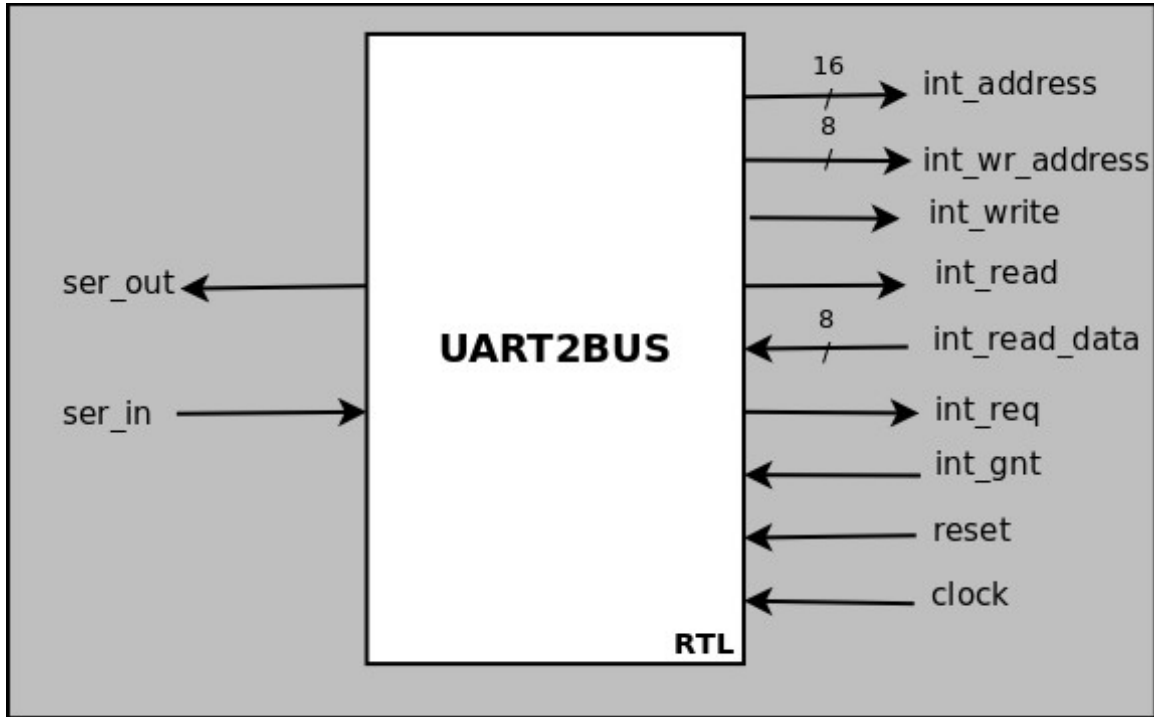 16
int_address
8
int_wr_address
int_write
ser_out
int_read
8
int_read_data
UART2BUS
ser_in
int_req
int_gnt
reset
clock
RTL